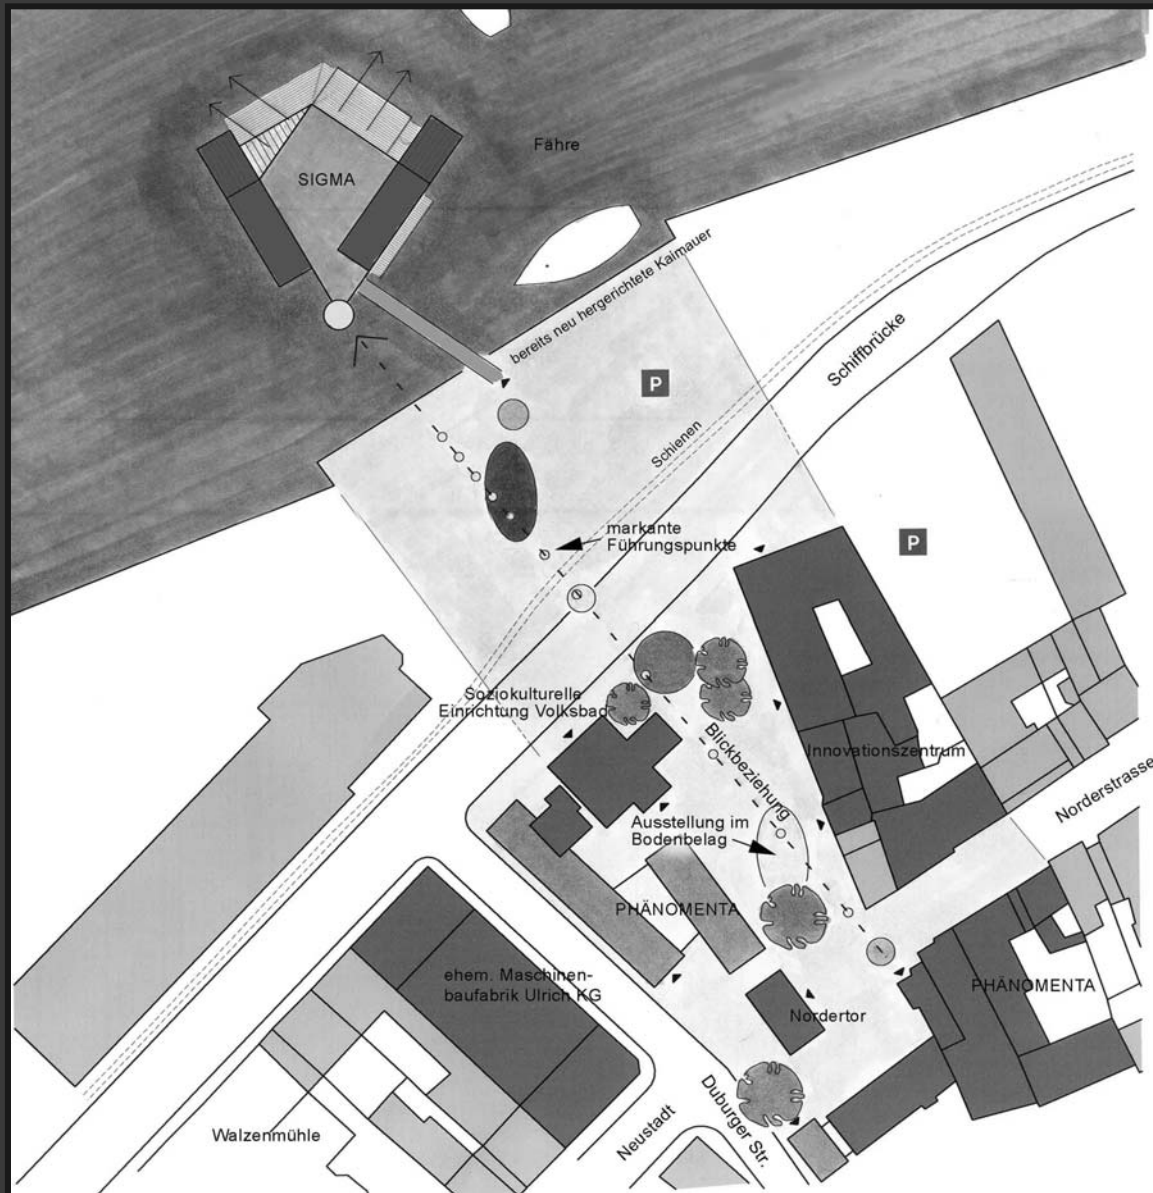 Fähre
SIGMA
bereits neu hergerichtete Kaimauer
Schiffbrücke
P
Schienen
markante
Führungspunkte
P
Soziokulturelle
Einrichtung Volksbad
Blickbeziehung
Innovationszentrum
Norderstrasse
Ausstellung im
Bodenbelag
PHÄNOMENTA
ehem. Maschinen-
baufabrik Ulrich KG
PHÄNOMENTA
Nordertor
Walzenmühle
Neustadt
Duburger Str.